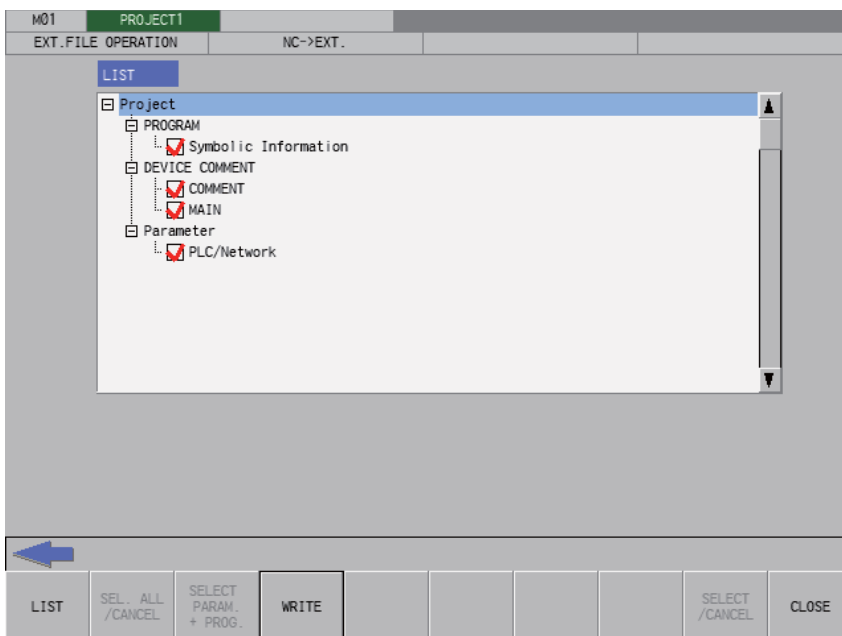 M01 PROJECT1
EXT.FILE OPERATION NC->EXT.
LIST
Project
PROGRAM
Symbolic Information
DEVICE COMMENT
COMMENT
MAIN
Parameter
PLC/Network
LIST
SEL. ALL
/CANCEL
SELECT
PARAM.
+ PROG.
WRITE
SELECT
/CANCEL
CLOSE